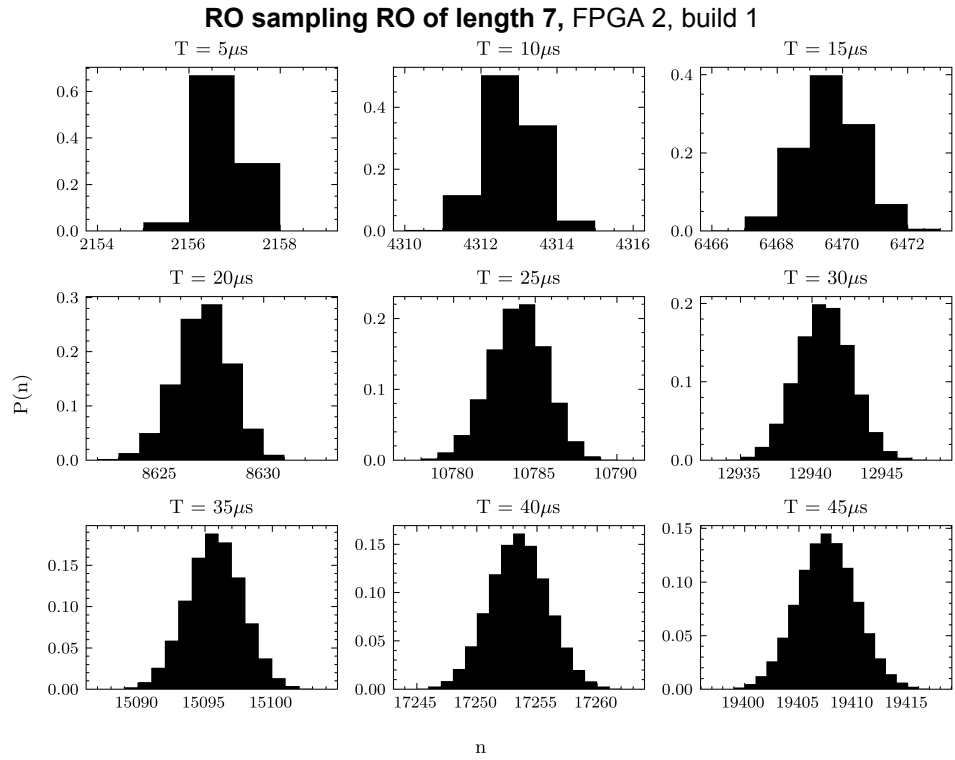 RO sampling RO of length 7, FPGA 2, build 1
T = 5μs
T = 10μs
T = 15μs
0.6
0.4
0.2
0.0
2154 2156 2158
0.4
0.2
0.0
4310 4312 4314 4316
0.4
0.2
0.0
6466 6468 6470 6472
T = 20μs
T = 25μs
T = 30μs
P(n)
0.3
0.2
0.1
0.0
8625 8630
0.2
0.1
0.0
10780 10785 10790
0.2
0.1
0.0
12935 12940 12945
T = 35μs
T = 40μs
T = 45μs
0.15
0.10
0.05
0.00
15090 15095 15100
0.15
0.10
0.05
0.00
17245 17250 17255 17260
0.15
0.10
0.05
0.00
19400 19405 19410 19415
n